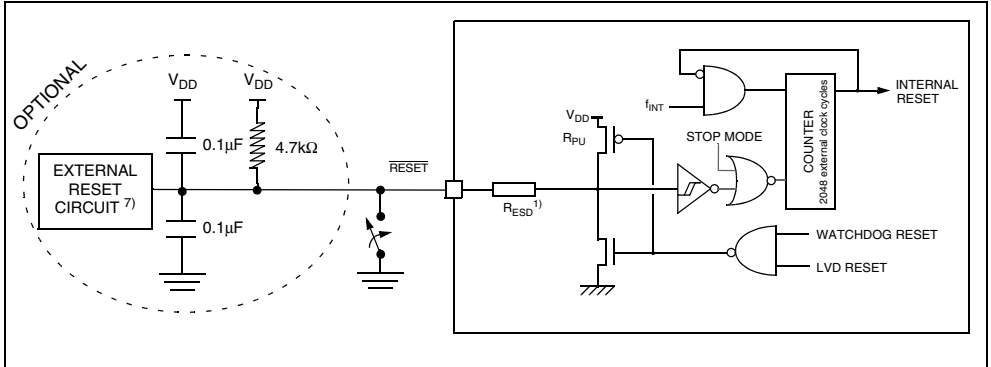 OPTIONAL
V_DD
V_DD
0.1µF
4.7kΩ
EXTERNAL
RESET
CIRCUIT 7)
0.1µF
RESET
R_ESD 1)
V_DD
R_PU
f_INT
STOP MODE
COUNTER
2048 external clock cycles
INTERNAL
RESET
WATCHDOG RESET
LVD RESET